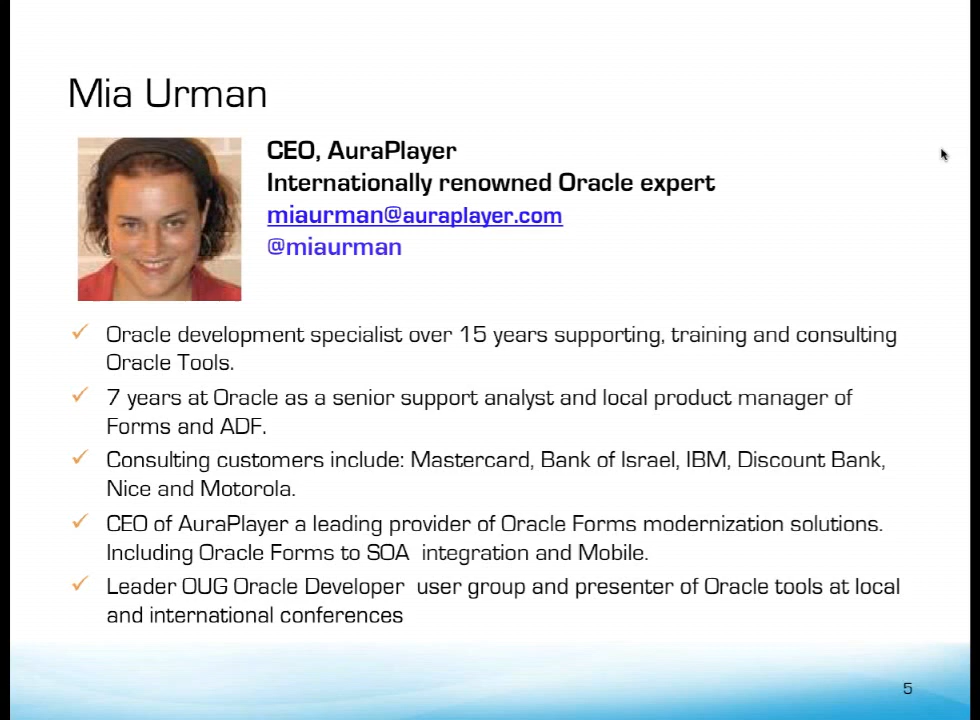 Mia Urman
CEO, AuraPlayer
Internationally renowned Oracle expert
miaurman@auraplayer.com
@miaurman
✓ Oracle development specialist over 15 years supporting, training and consulting
Oracle Tools.
✓ 7 years at Oracle as a senior support analyst and local product manager of
Forms and ADF.
✓ Consulting customers include: Mastercard, Bank of Israel, IBM, Discount Bank,
Nice and Motorola.
✓ CEO of AuraPlayer a leading provider of Oracle Forms modernization solutions.
Including Oracle Forms to SOA  integration and Mobile.
✓ Leader OUG Oracle Developer  user group and presenter of Oracle tools at local
and international conferences
5